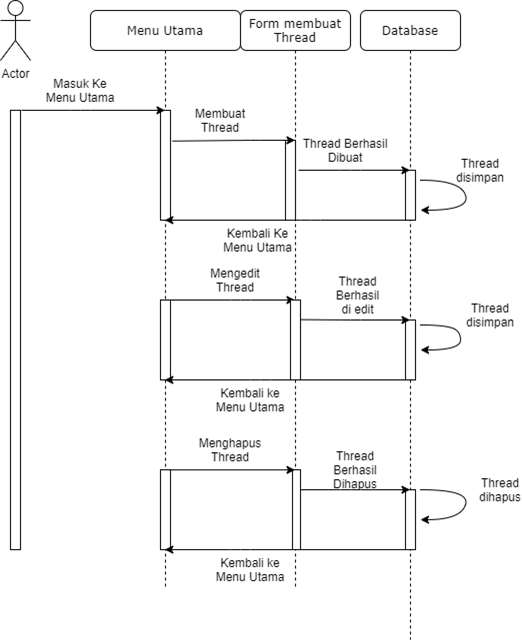 Menu Utama
Form membuat
Thread
Database
Actor
Masuk Ke
Menu Utama
Membuat
Thread
Thread Berhasil
Dibuat
Thread
disimpan
Kembali Ke
Menu Utama
Mengedit
Thread
Thread
Berhasil
di edit
Thread
disimpan
Kembali ke
Menu Utama
Menghapus
Thread
Thread
Berhasil
Dihapus
Thread
dihapus
Kembali ke
Menu Utama